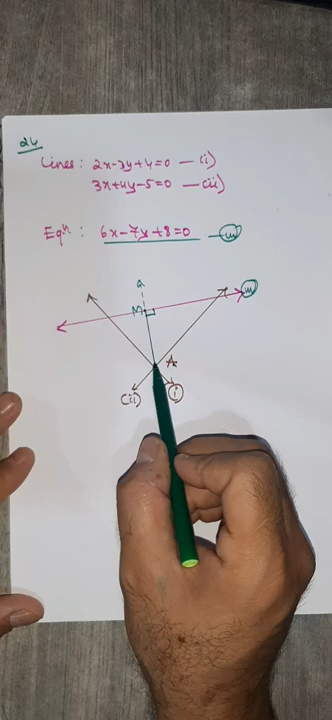 24
Lines: 2x-3y+4=0 — (i)
3x+4y-5=0 — (ii)
Eqⁿ: 6x-7y+8=0 — (iii)
M
A
(ii)
(i)